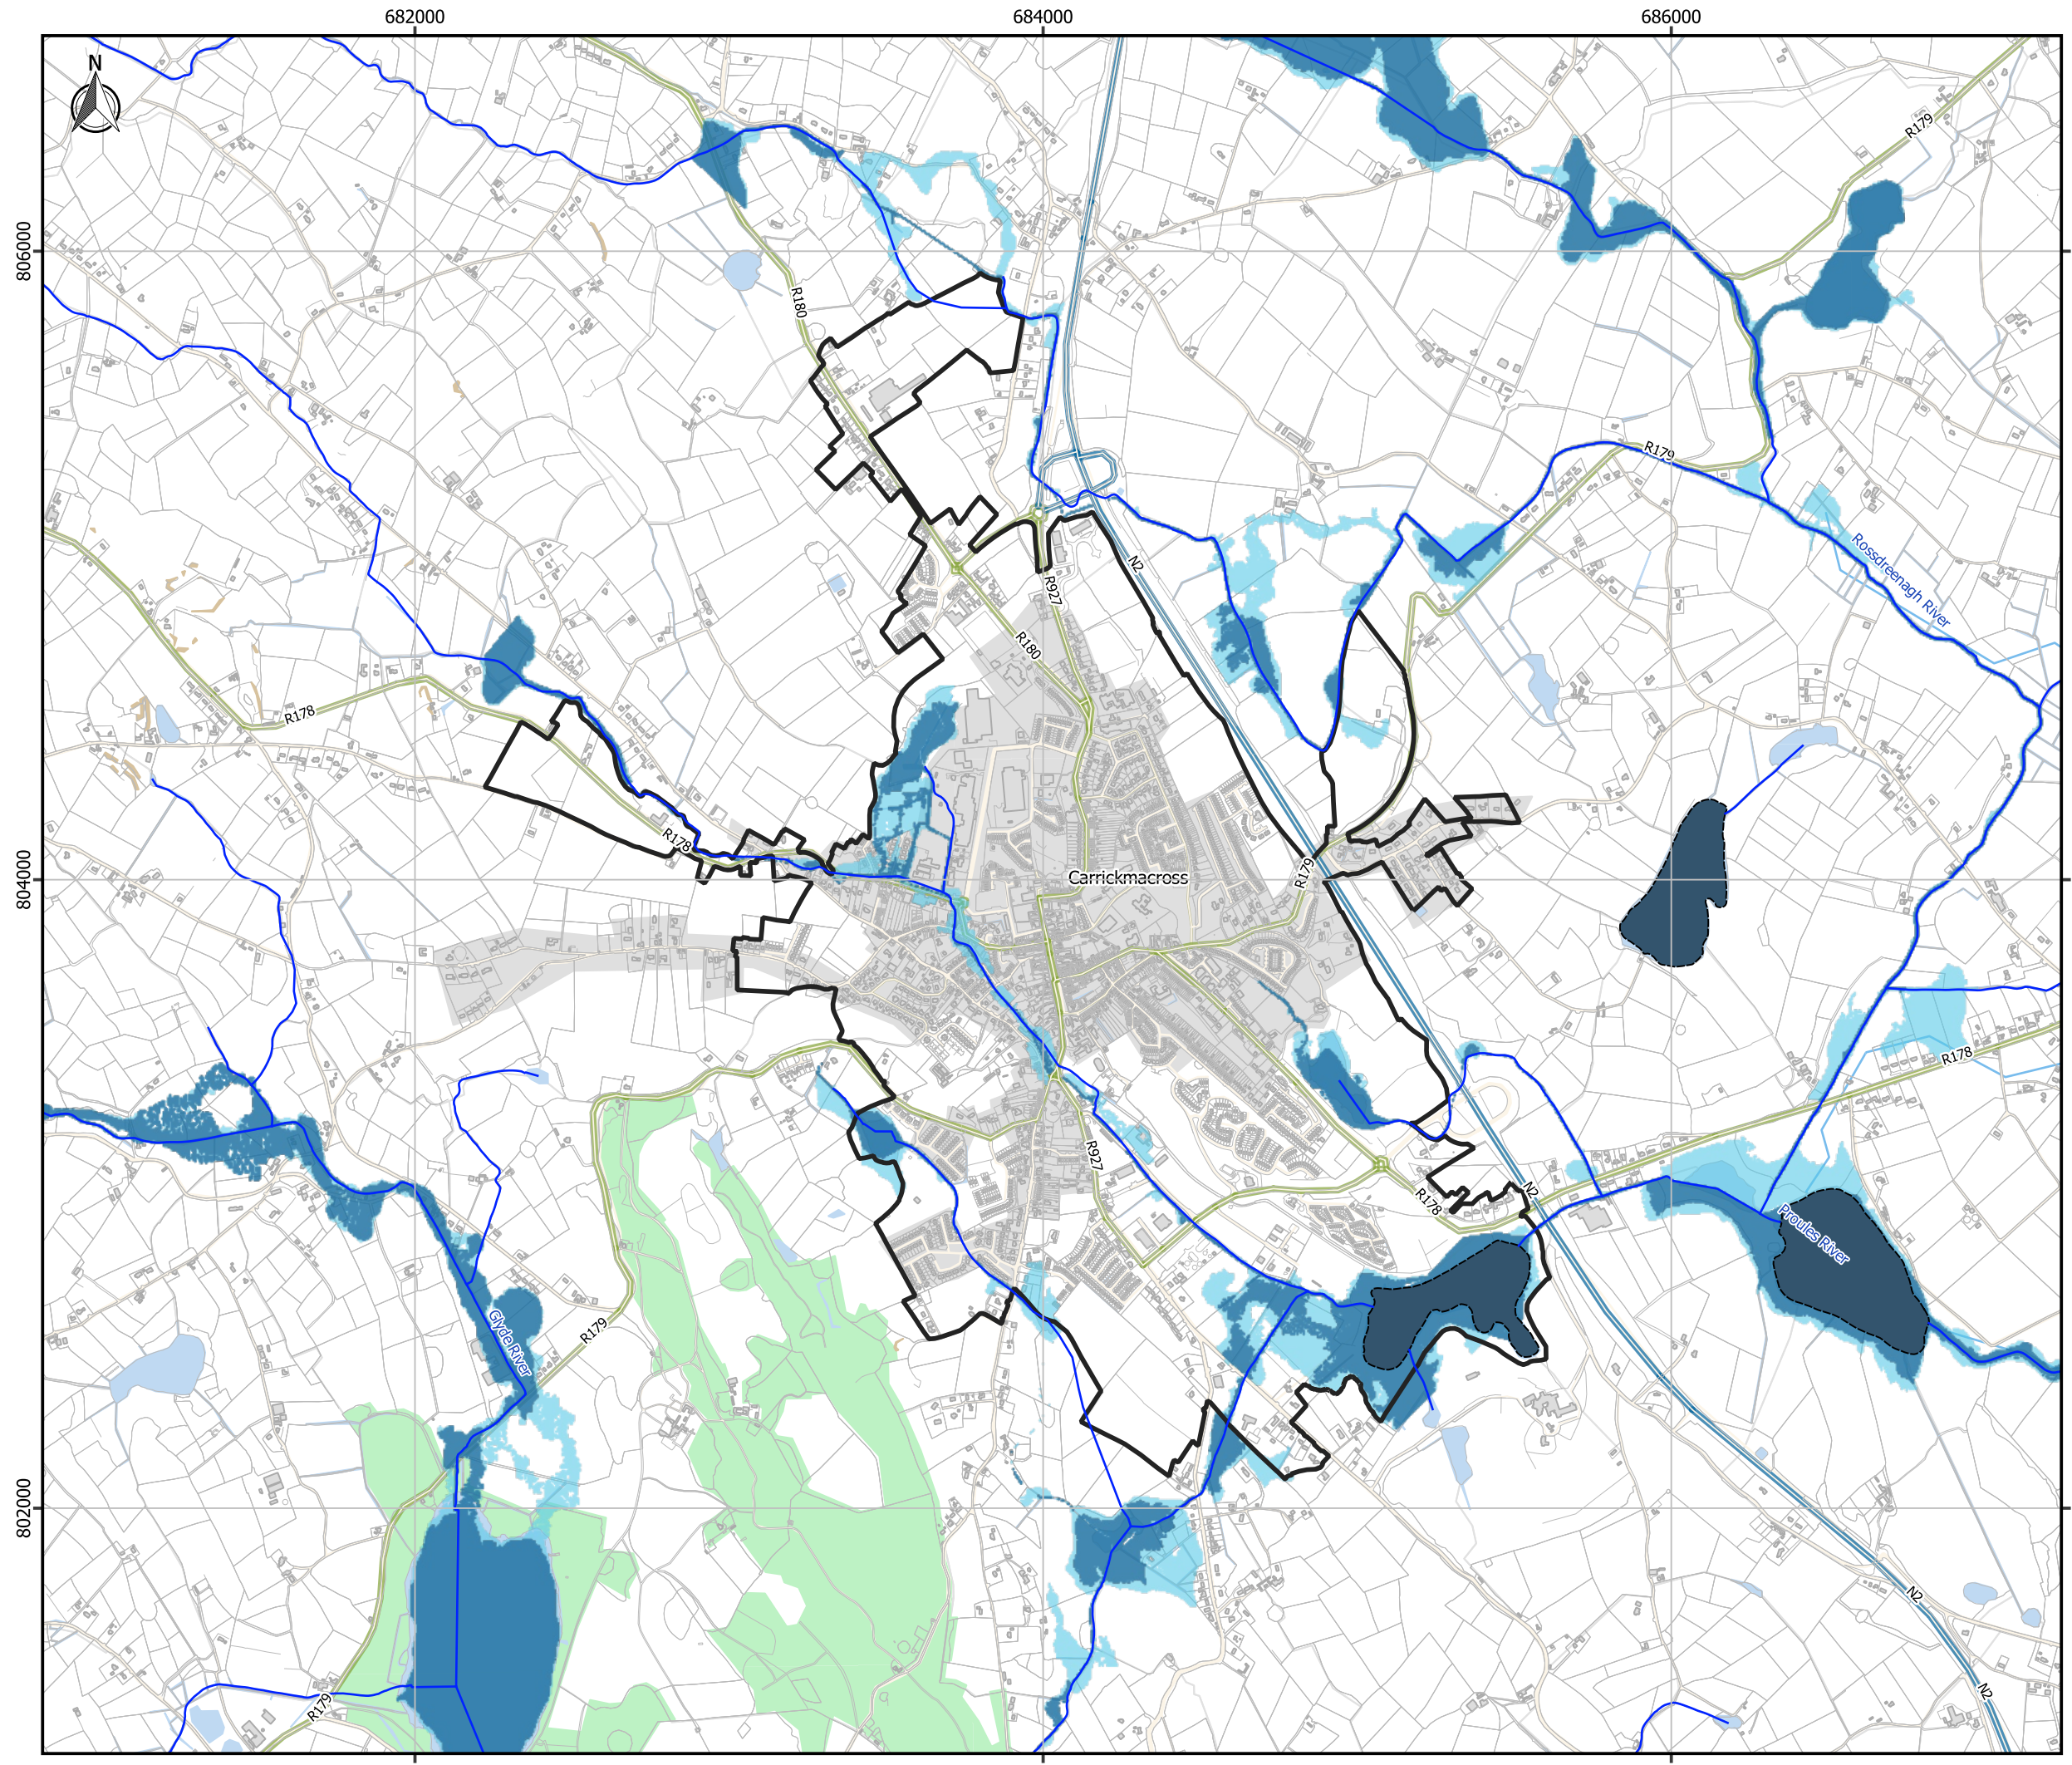 682000
684000
686000
N
R179
806000
R180
R179
Rossdreenagh River
N2
R927
R180
R178
R178
804000
Carrickmacross
R179
R178
R927
N2
R178
Proules River
Glyde River
R179
802000
N2
N2
R179